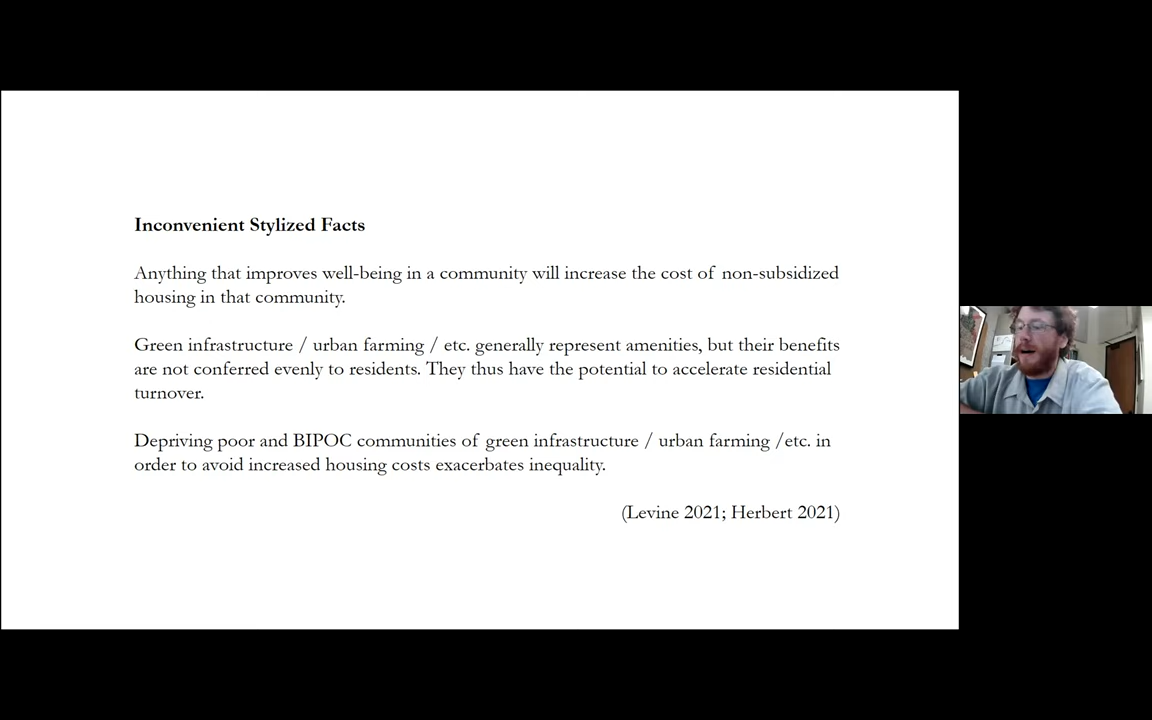 Inconvenient Stylized Facts
Anything that improves well-being in a community will increase the cost of non-subsidized
housing in that community.
Green infrastructure / urban farming / etc. generally represent amenities, but their benefits
are not conferred evenly to residents. They thus have the potential to accelerate residential
turnover.
Depriving poor and BIPOC communities of green infrastructure / urban farming /etc. in
order to avoid increased housing costs exacerbates inequality.
(Levine 2021; Herbert 2021)